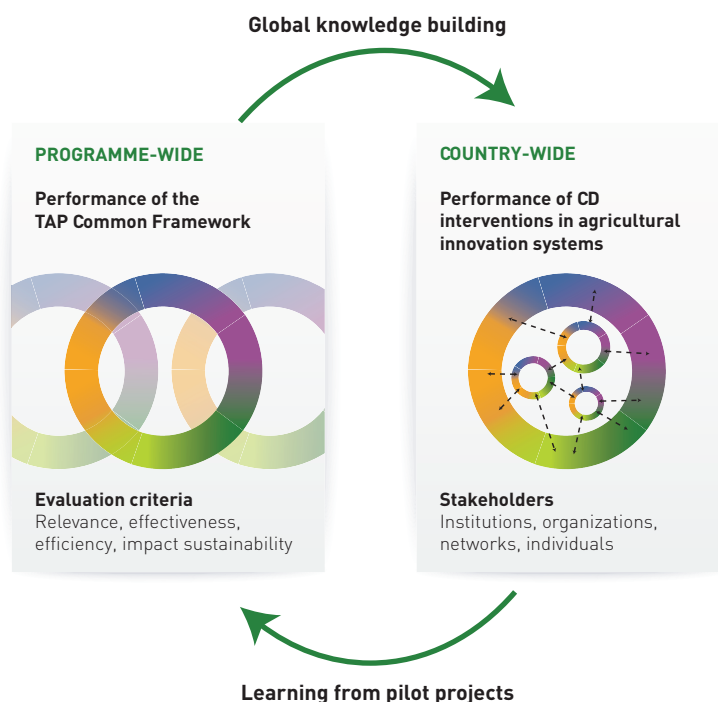 Global knowledge building
PROGRAMME-WIDE
Performance of the
TAP Common Framework
Evaluation criteria
Relevance, effectiveness,
efficiency, impact sustainability
COUNTRY-WIDE
Performance of CD
interventions in agricultural
innovation systems
Stakeholders
Institutions, organizations,
networks, individuals
Learning from pilot projects